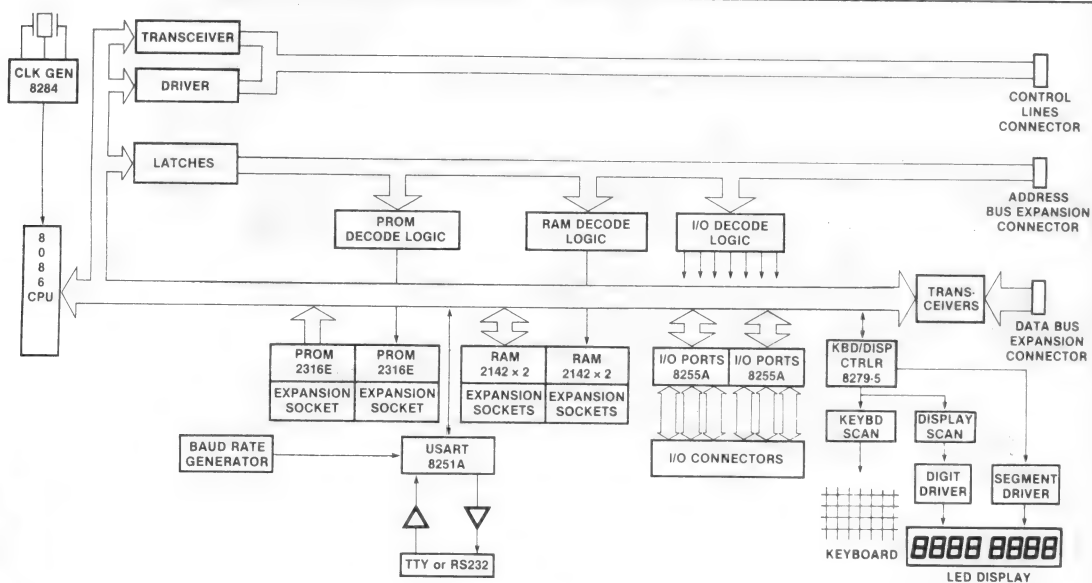 TRANSCEIVER
CLK GEN
8284
DRIVER
CONTROL
LINES
CONNECTOR
LATCHES
ADDRESS
BUS EXPANSION
CONNECTOR
PROM
DECODE LOGIC
RAM DECODE
LOGIC
I/O DECODE
LOGIC
8
0
8
6
CPU
TRANS-
CEIVERS
DATA BUS
EXPANSION
CONNECTOR
PROM
2316E
PROM
2316E
EXPANSION
SOCKET
EXPANSION
SOCKET
RAM
2142 × 2
RAM
2142 × 2
EXPANSION
SOCKETS
EXPANSION
SOCKETS
I/O PORTS
8255A
I/O PORTS
8255A
KBD/DISP
CTRLR
8279-5
KEYBD
SCAN
DISPLAY
SCAN
BAUD RATE
GENERATOR
USART
8251A
I/O CONNECTORS
DIGIT
DRIVER
SEGMENT
DRIVER
KEYBOARD
8888 8888
TTY or RS232
LED DISPLAY